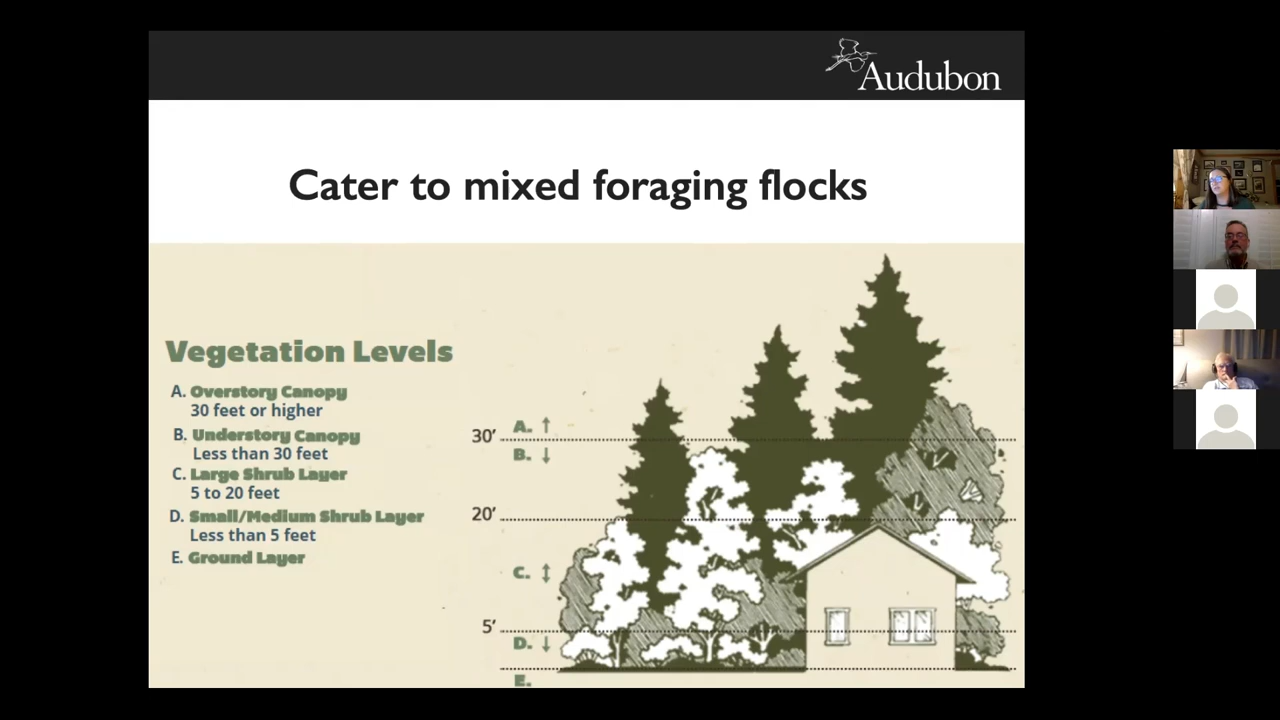 Audubon
Cater to mixed foraging flocks
Vegetation Levels
A. Overstory Canopy
30 feet or higher
B. Understory Canopy
Less than 30 feet
C. Large Shrub Layer
5 to 20 feet
D. Small/Medium Shrub Layer
Less than 5 feet
E. Ground Layer
A. ↑
30′
B. ↓
20′
C. ↕
5′
D. ↓
E.